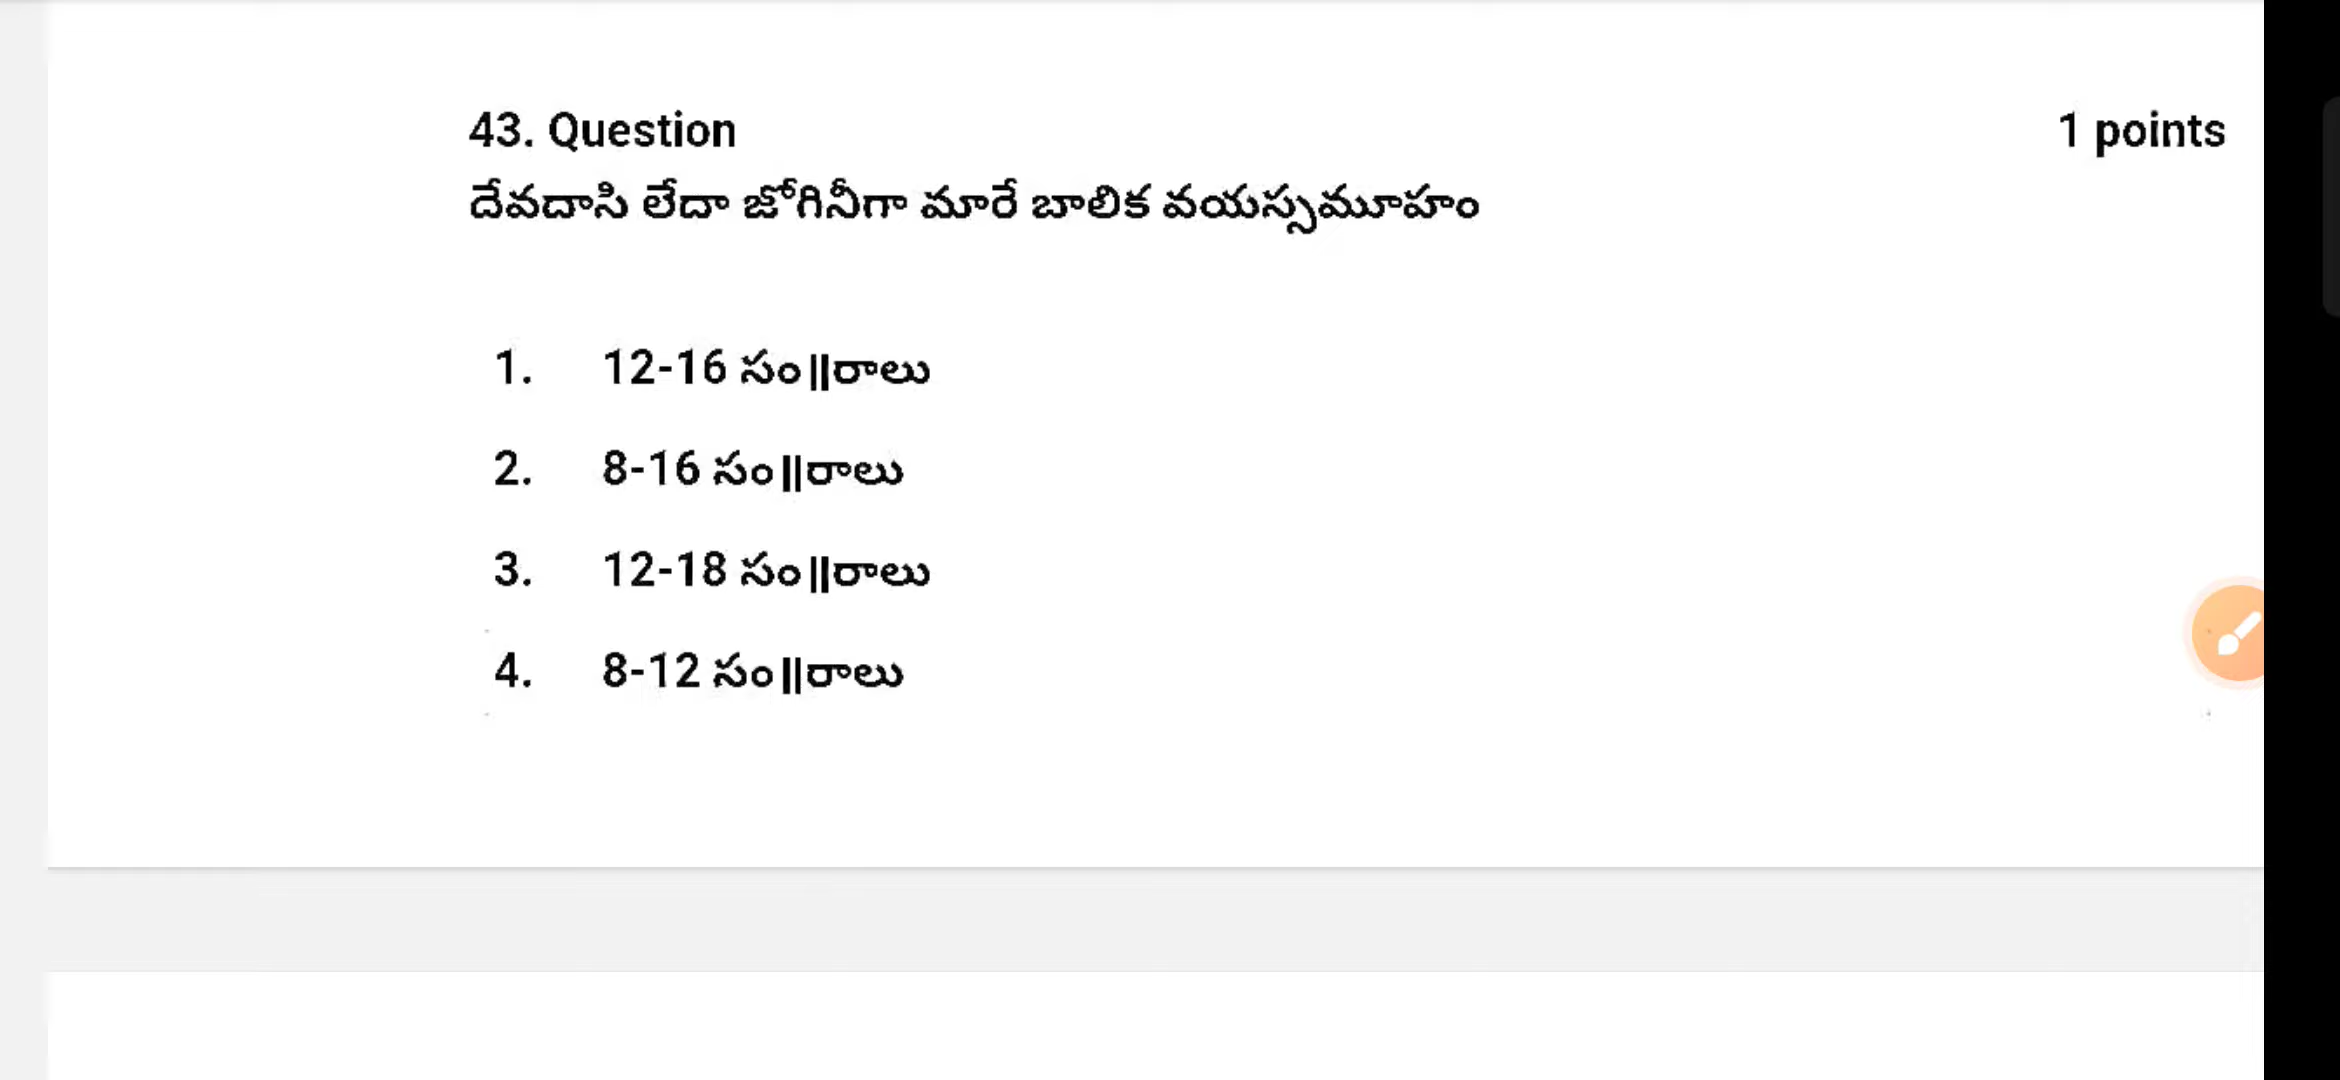 43. Question 1 points
దేవదాసి లేదా జోగినీగా మారే బాలిక వయస్సమూహం
1. 12-16 సం||రాలు
2. 8-16 సం||రాలు
3. 12-18 సం||రాలు
4. 8-12 సం||రాలు